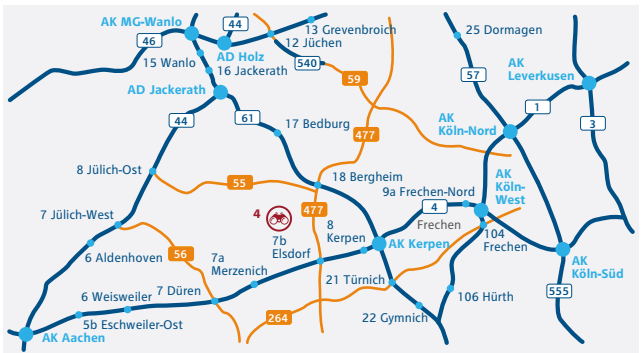 AK MG-Wanlo
44
13 Grevenbroich
46
12 Jüchen
25 Dormagen
15 Wanlo
AD Holz
16 Jackerath
540
59
57
AK
Leverkusen
AD Jackerath
1
44
61
17 Bedburg
477
AK
Köln-Nord
3
8 Jülich-Ost
55
18 Bergheim
9a Frechen-Nord
AK
Köln-
West
7 Jülich-West
4
477
4
Frechen
8
Kerpen
7b
Elsdorf
AK Kerpen
104
Frechen
6 Aldenhoven
56
7a
Merzenich
AK
Köln-Süd
21 Türnich
555
6 Weisweiler
7 Düren
106 Hürth
5b Eschweiler-Ost
264
22 Gymnich
AK Aachen